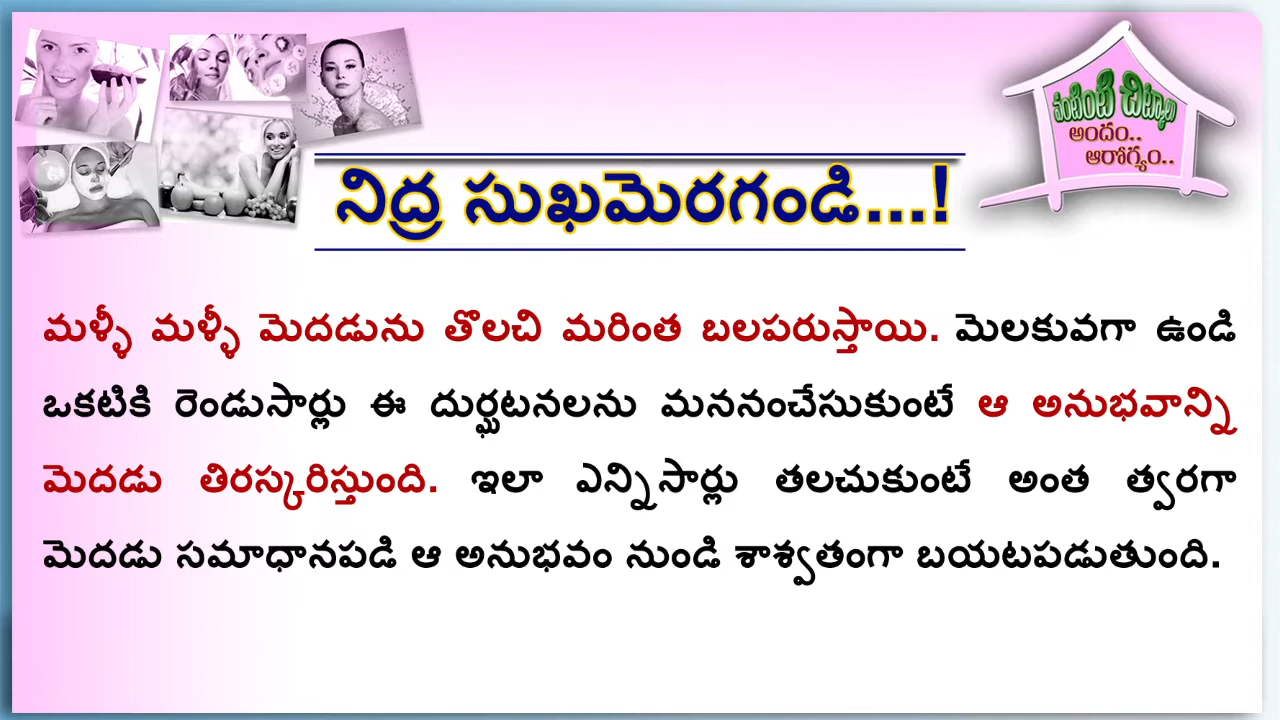 వంటింటి చిట్కాలు
అందం..
ఆరోగ్యం..
నిద్ర సుఖమెరగండి...!
మళ్ళీ మళ్ళీ మెదడును తొలచి మరింత బలపరుస్తాయి. మెలకువగా ఉండి
ఒకటికి రెండుసార్లు ఈ దుర్ఘటనలను మననంచేసుకుంటే ఆ అనుభవాన్ని
మెదడు తిరస్కరిస్తుంది. ఇలా ఎన్నిసార్లు తలచుకుంటే అంత త్వరగా
మెదడు సమాధానపడి ఆ అనుభవం నుండి శాశ్వతంగా బయటపడుతుంది.